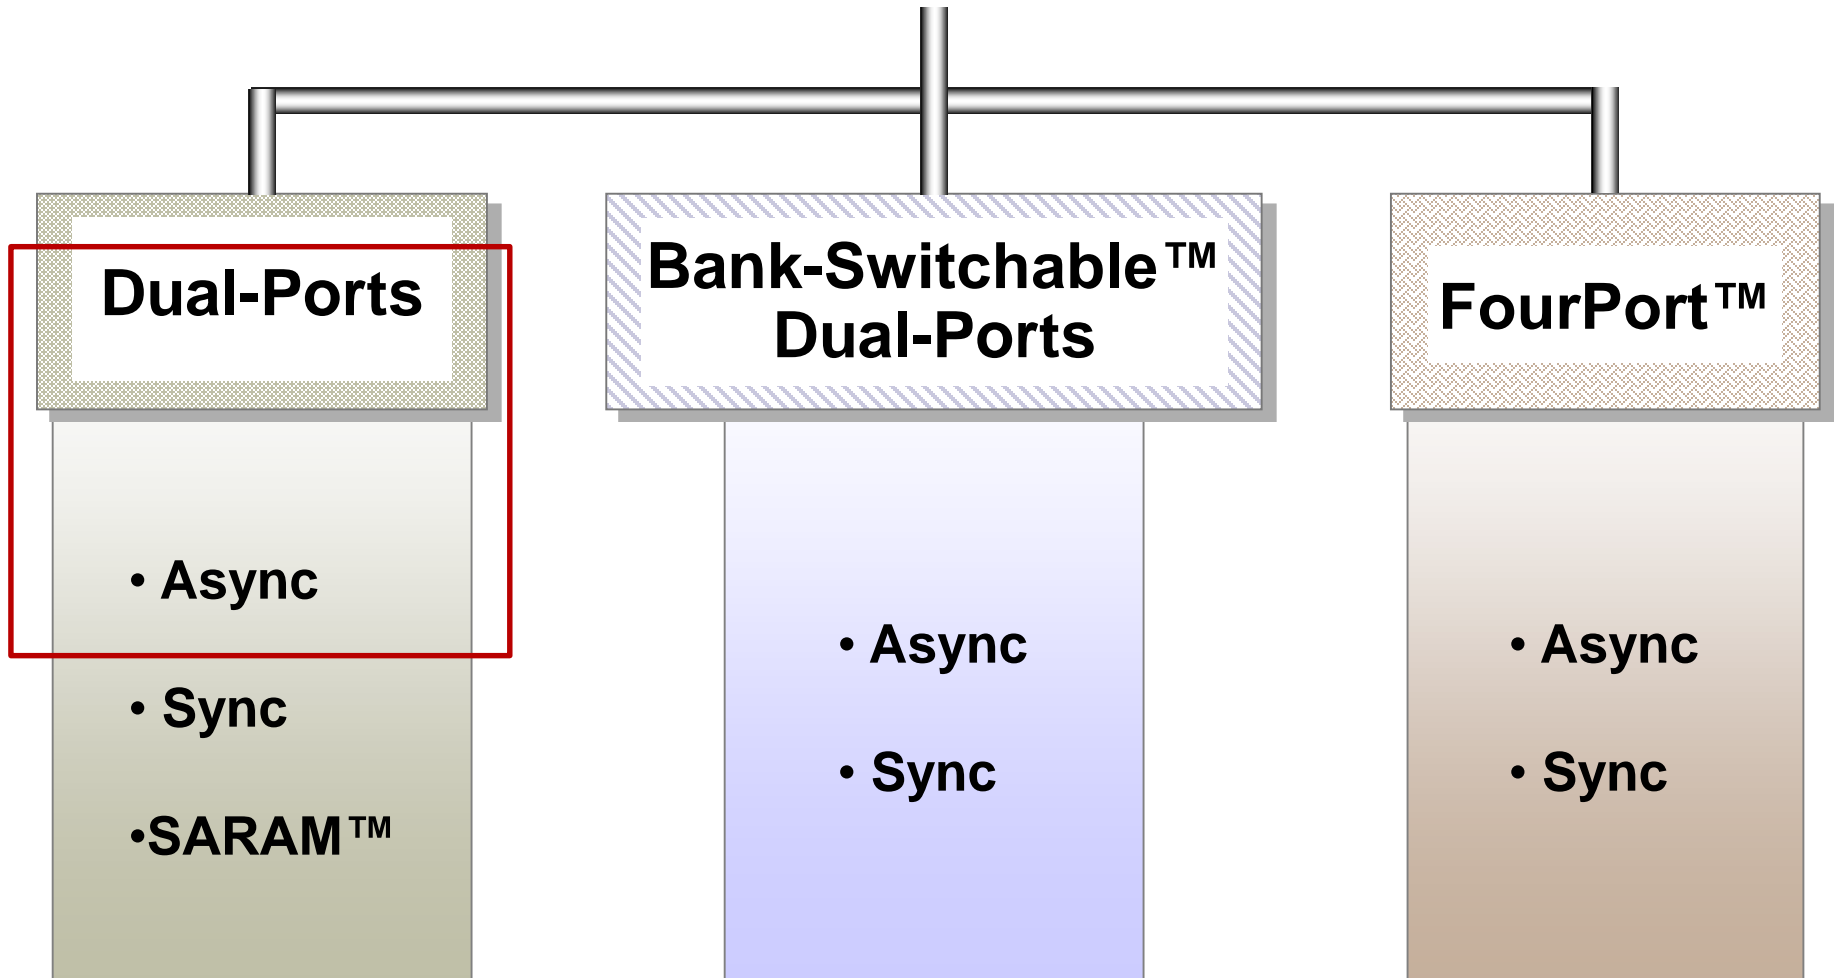 Dual-Ports
• Async
• Sync
•SARAM™
Bank-Switchable™
Dual-Ports
• Async
• Sync
FourPort™
• Async
• Sync